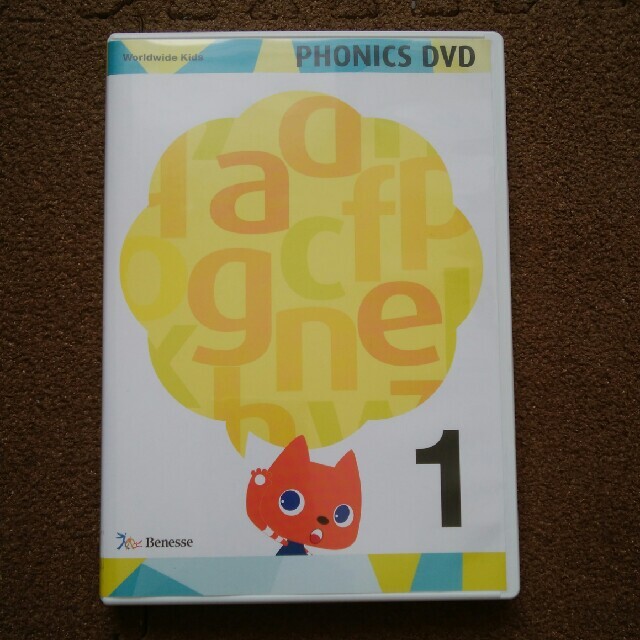 Worldwide Kids
PHONICS DVD
a d
c f p
g n e
k
h w z
1
Benesse